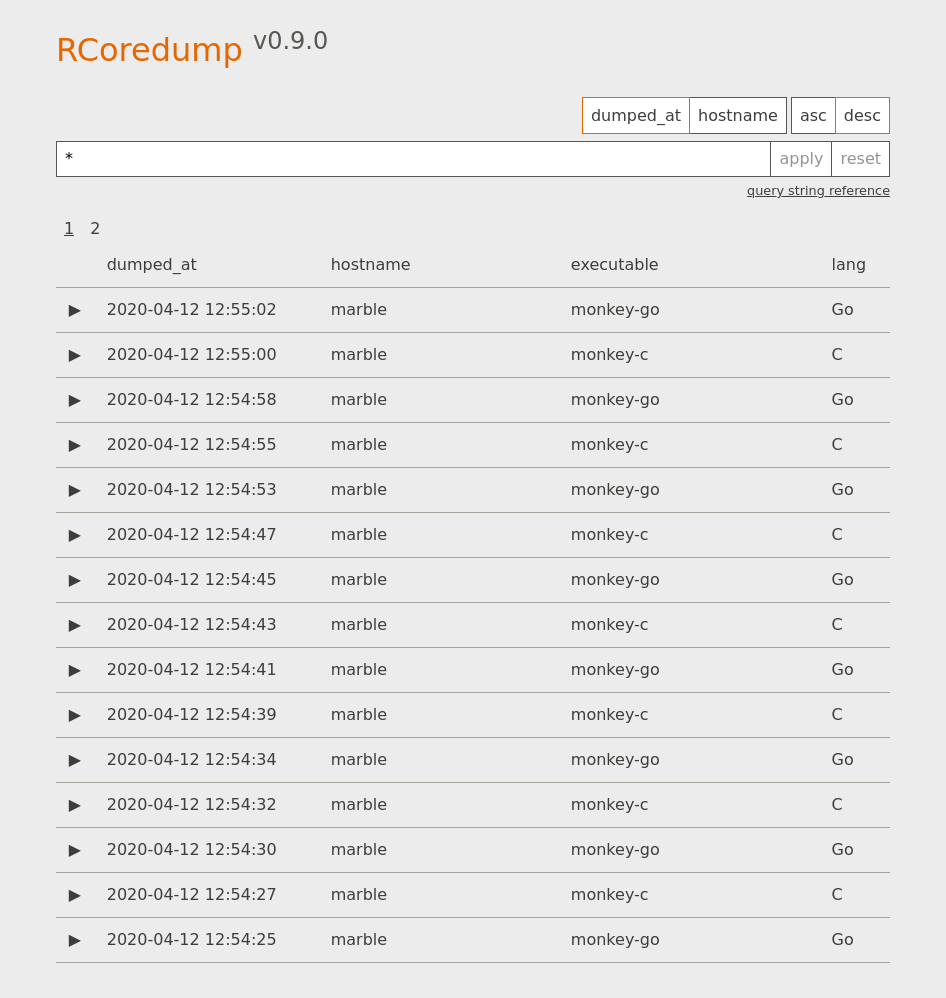 RCoredump v0.9.0
dumped_at hostname asc desc
* apply reset
query string reference
1 2
dumped_at hostname executable lang
▶ 2020-04-12 12:55:02 marble monkey-go Go
▶ 2020-04-12 12:55:00 marble monkey-c C
▶ 2020-04-12 12:54:58 marble monkey-go Go
▶ 2020-04-12 12:54:55 marble monkey-c C
▶ 2020-04-12 12:54:53 marble monkey-go Go
▶ 2020-04-12 12:54:47 marble monkey-c C
▶ 2020-04-12 12:54:45 marble monkey-go Go
▶ 2020-04-12 12:54:43 marble monkey-c C
▶ 2020-04-12 12:54:41 marble monkey-go Go
▶ 2020-04-12 12:54:39 marble monkey-c C
▶ 2020-04-12 12:54:34 marble monkey-go Go
▶ 2020-04-12 12:54:32 marble monkey-c C
▶ 2020-04-12 12:54:30 marble monkey-go Go
▶ 2020-04-12 12:54:27 marble monkey-c C
▶ 2020-04-12 12:54:25 marble monkey-go Go